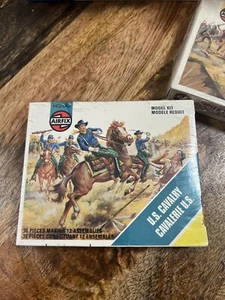 AIRFIX
MODEL KIT
MODELE REDUIT
U.S. CAVALRY
CAVALERIE U.S.
36 PIECES MAKING 12 ASSEMBLIES
36 PIECES CONSTITUANT 12 ENSEMBLES